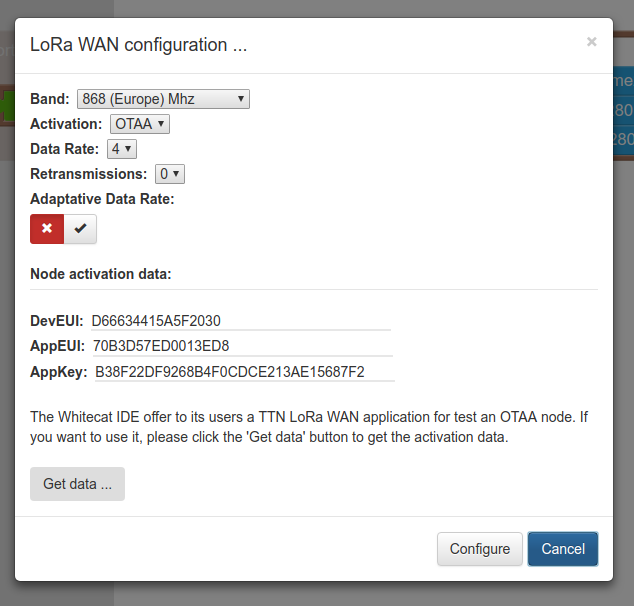 LoRa WAN configuration ...
×
Band: 868 (Europe) Mhz
Activation: OTAA
Data Rate: 4
Retransmissions: 0
Adaptative Data Rate:
Node activation data:
DevEUI: D66634415A5F2030
AppEUI: 70B3D57ED0013ED8
AppKey: B38F22DF9268B4F0CDCE213AE15687F2
The Whitecat IDE offer to its users a TTN LoRa WAN application for test an OTAA node. If
you want to use it, please click the 'Get data' button to get the activation data.
Get data ...
Configure Cancel